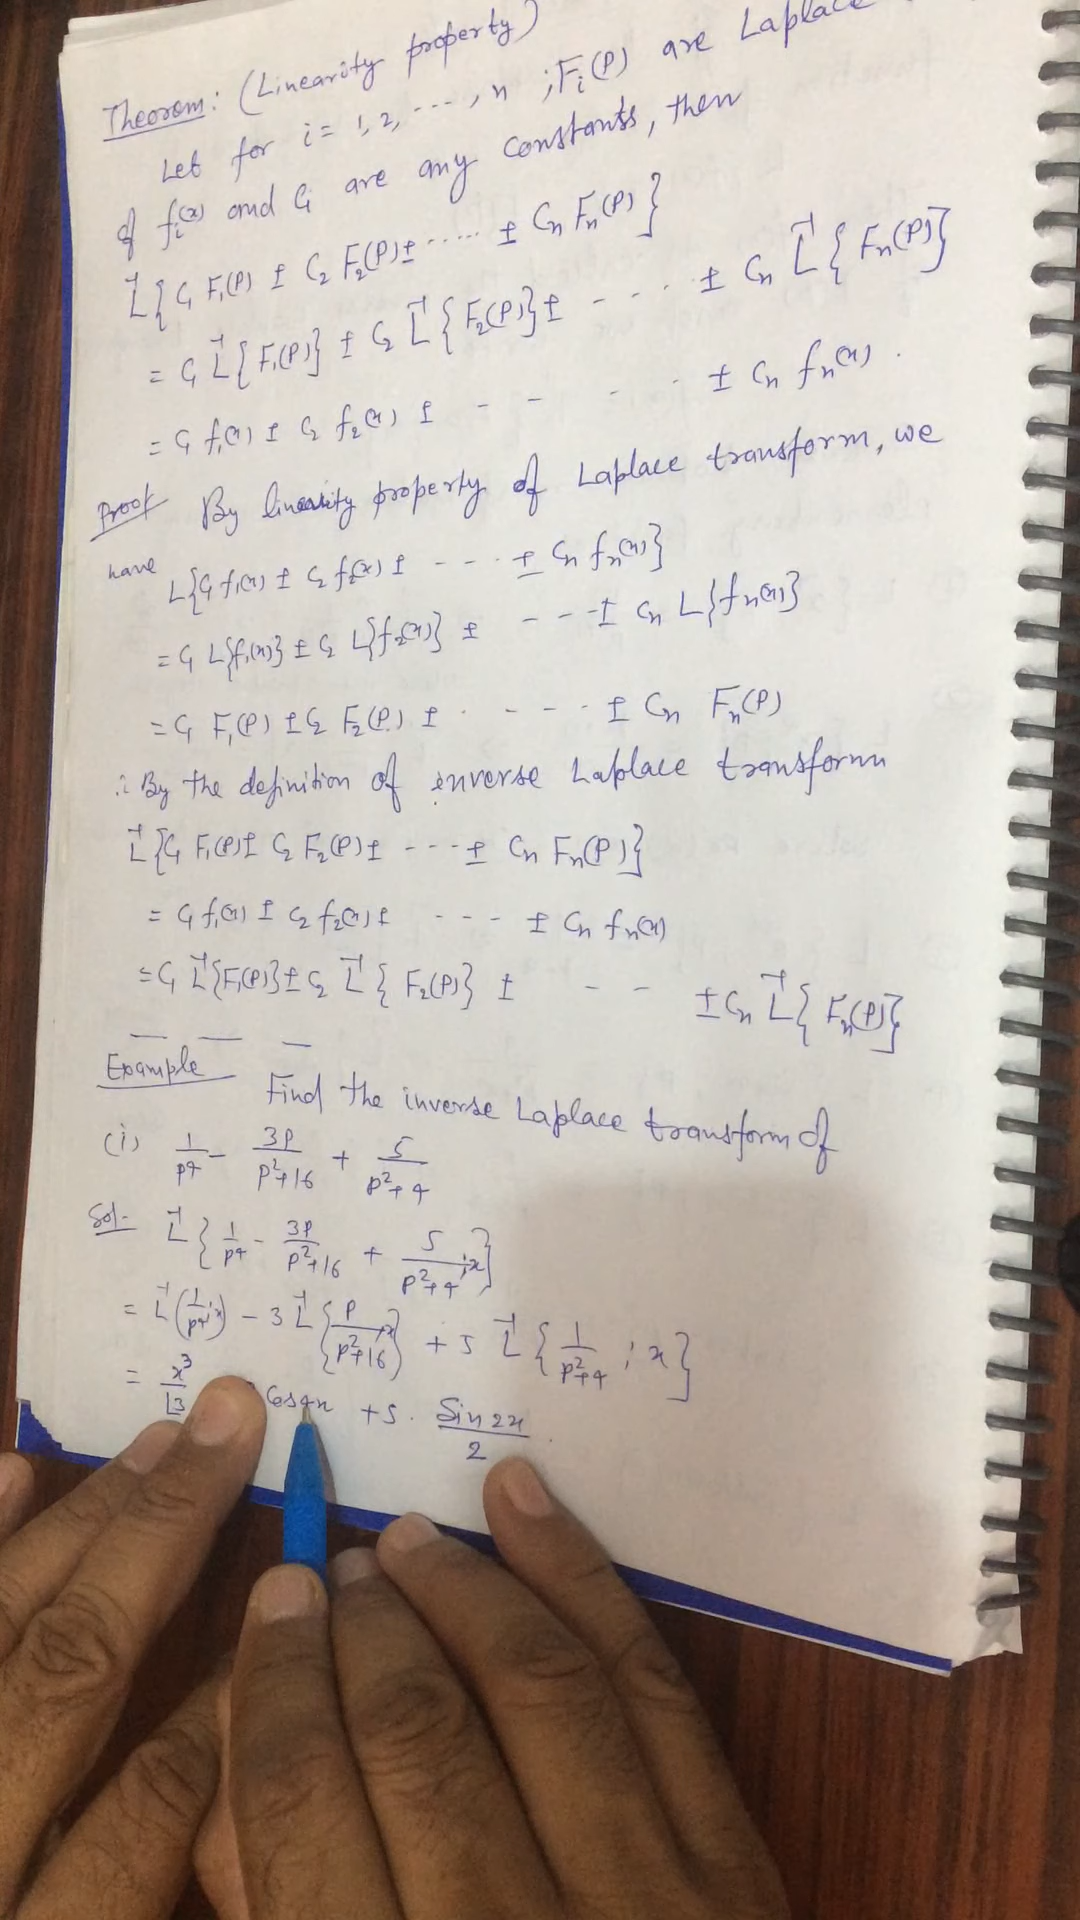 Theorem: (Linearity property)
Let for i = 1, 2, ----, n ; Fi(P) are Laplace
of fi(x) and Ci are any constants, then
L⁻¹{C₁ F₁(P) ± C₂ F₂(P) ± ..... ± Cn Fn(P)}
= C₁ L⁻¹{F₁(P)} ± C₂ L⁻¹{F₂(P)} ± - - - . ± Cn L⁻¹{Fn(P)}
= C₁ f₁(x) ± C₂ f₂(x) ± - - - - ± Cn fn(x) .
Proof By linearity property of Laplace transform, we
have L{C₁ f₁(x) ± C₂ f₂(x) ± - - - ± Cn fn(x)}
= C₁ L{f₁(x)} ± C₂ L{f₂(x)} ± - - - ± Cn L{fn(x)}
= C₁ F₁(P) ± C₂ F₂(P) ± - - - - ± Cn Fn(P)
∴ By the definition of inverse Laplace transform
L⁻¹{C₁ F₁(P) ± C₂ F₂(P) ± - - - ± Cn Fn(P)}
= C₁ f₁(x) ± C₂ f₂(x) ± - - - ± Cn fn(x)
= C₁ L⁻¹{F₁(P)} ± C₂ L⁻¹{F₂(P)} ± - - ± Cn L⁻¹{Fn(P)}
Example Find the inverse Laplace transform of
(i) 1/p⁴ - 3P/(P²+16) + 5/(P²+4)
Sol- L⁻¹{1/p⁴ - 3P/(P²+16) + 5/(P²+4) ; x}
= L⁻¹(1/p⁴ ; x) - 3 L⁻¹{P/(P²+16) ; x} + 5 L⁻¹{1/(P²+4) ; x}
= x³/⌊3 Cos4x + 5 . Sin2x/2